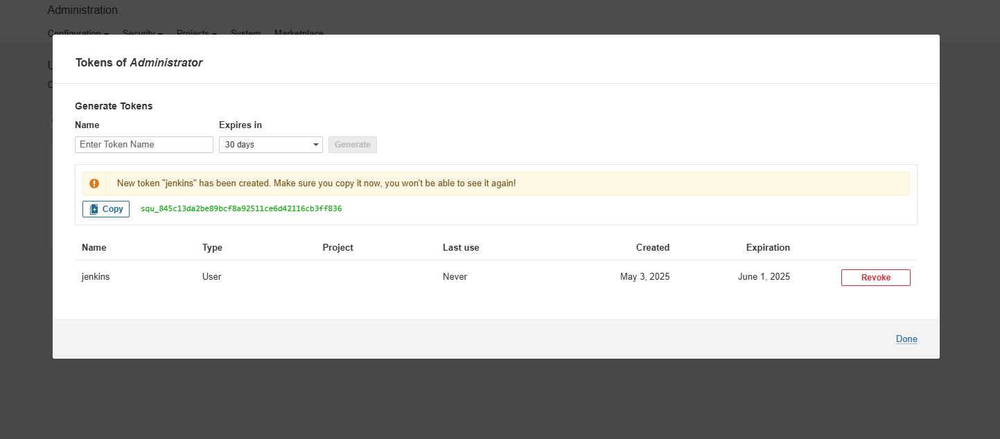 Administration
Configuration Security Projects System Marketplace
Tokens of Administrator
Generate Tokens
Name Expires in
Enter Token Name 30 days Generate
New token "jenkins" has been created. Make sure you copy it now, you won't be able to see it again!
Copy squ_845c13da2be89bcf8a92511ce6d42116cb3ff836
Name Type Project Last use Created Expiration
jenkins User Never May 3, 2025 June 1, 2025 Revoke
Done